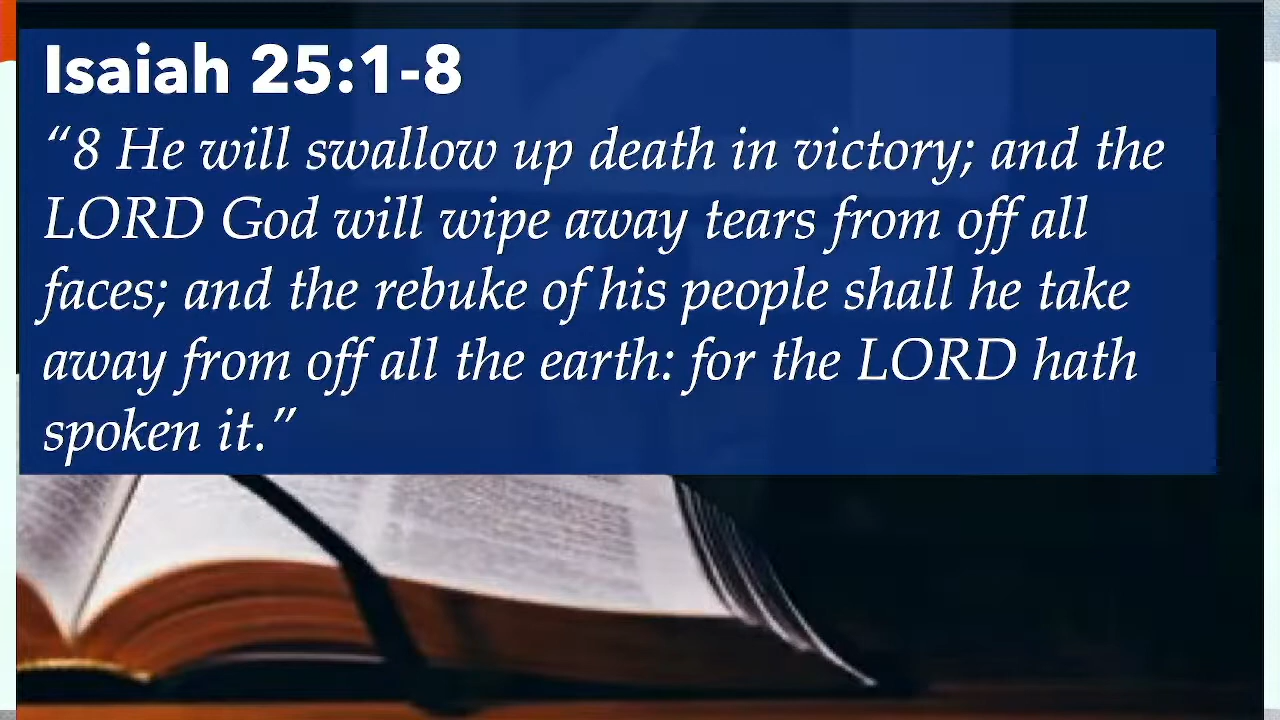 Isaiah 25:1-8
“8 He will swallow up death in victory; and the
LORD God will wipe away tears from off all
faces; and the rebuke of his people shall he take
away from off all the earth: for the LORD hath
spoken it.”